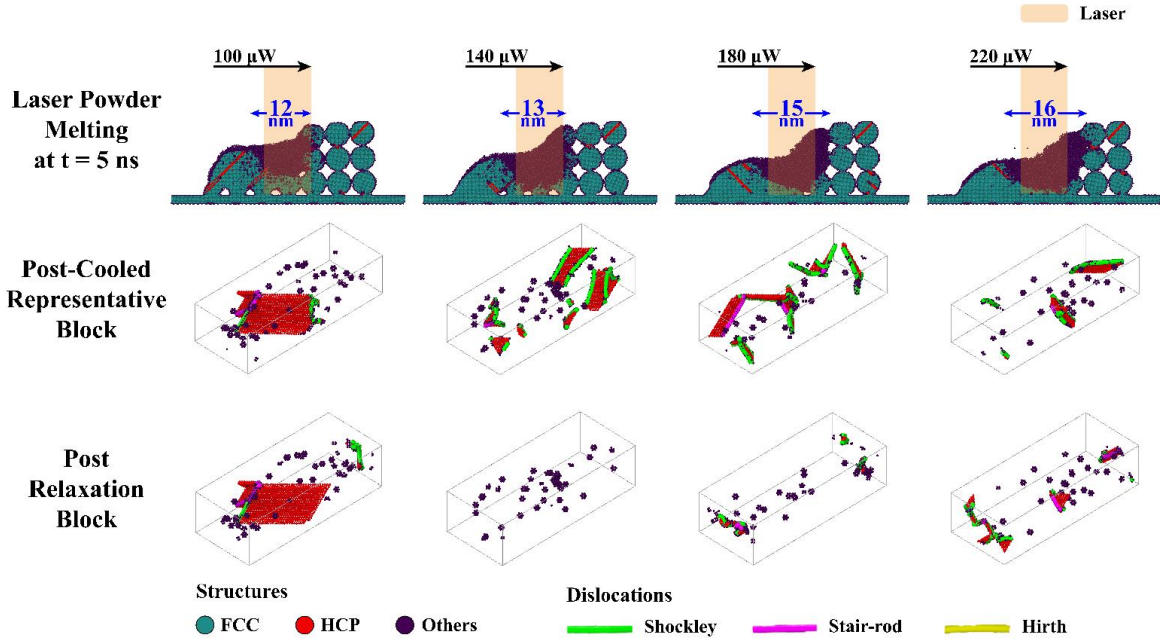 Laser
100 µW
140 µW
180 µW
220 µW
Laser Powder
Melting
at t = 5 ns
12
nm
13
nm
15
nm
16
nm
Post-Cooled
Representative
Block
Post
Relaxation
Block
Structures
FCC
HCP
Others
Dislocations
Shockley
Stair-rod
Hirth